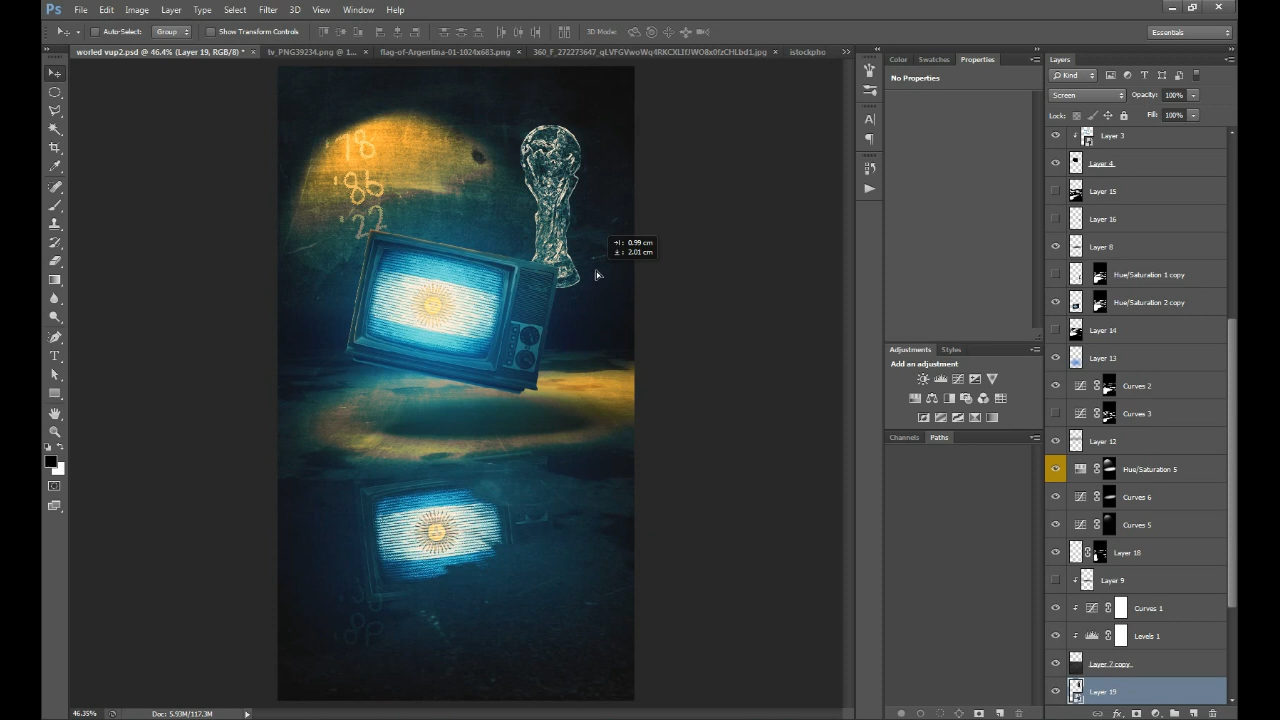 Ps File Edit Image Layer Type Select Filter 3D View Window Help
Auto-Select: Group Show Transform Controls 3D Mode: Essentials
worled vup2.psd @ 46.4% (Layer 19, RGB/8) * × tv_PNG39234.png @ 1... × flag-of-Argentina-01-1024x683.png × 360_F_272273647_qLVFGVwoWq4RKCXLIfJWO8x0fzCHLbd1.jpg × istockpho
Color Swatches Properties
No Properties
Layers
Kind
Screen Opacity: 100%
Lock: Fill: 100%
Layer 3
Layer 4
Layer 15
Layer 16
Layer 8
Hue/Saturation 1 copy
Hue/Saturation 2 copy
Layer 14
Layer 13
Curves 2
Curves 3
Layer 12
Hue/Saturation 5
Curves 6
Curves 5
Layer 18
Layer 9
Curves 1
Levels 1
Layer 7 copy
Layer 19
Adjustments Styles
Add an adjustment
Channels Paths
'78
'86
'22
0.99 cm
2.01 cm
46.35% Doc: 5.93M/117.3M